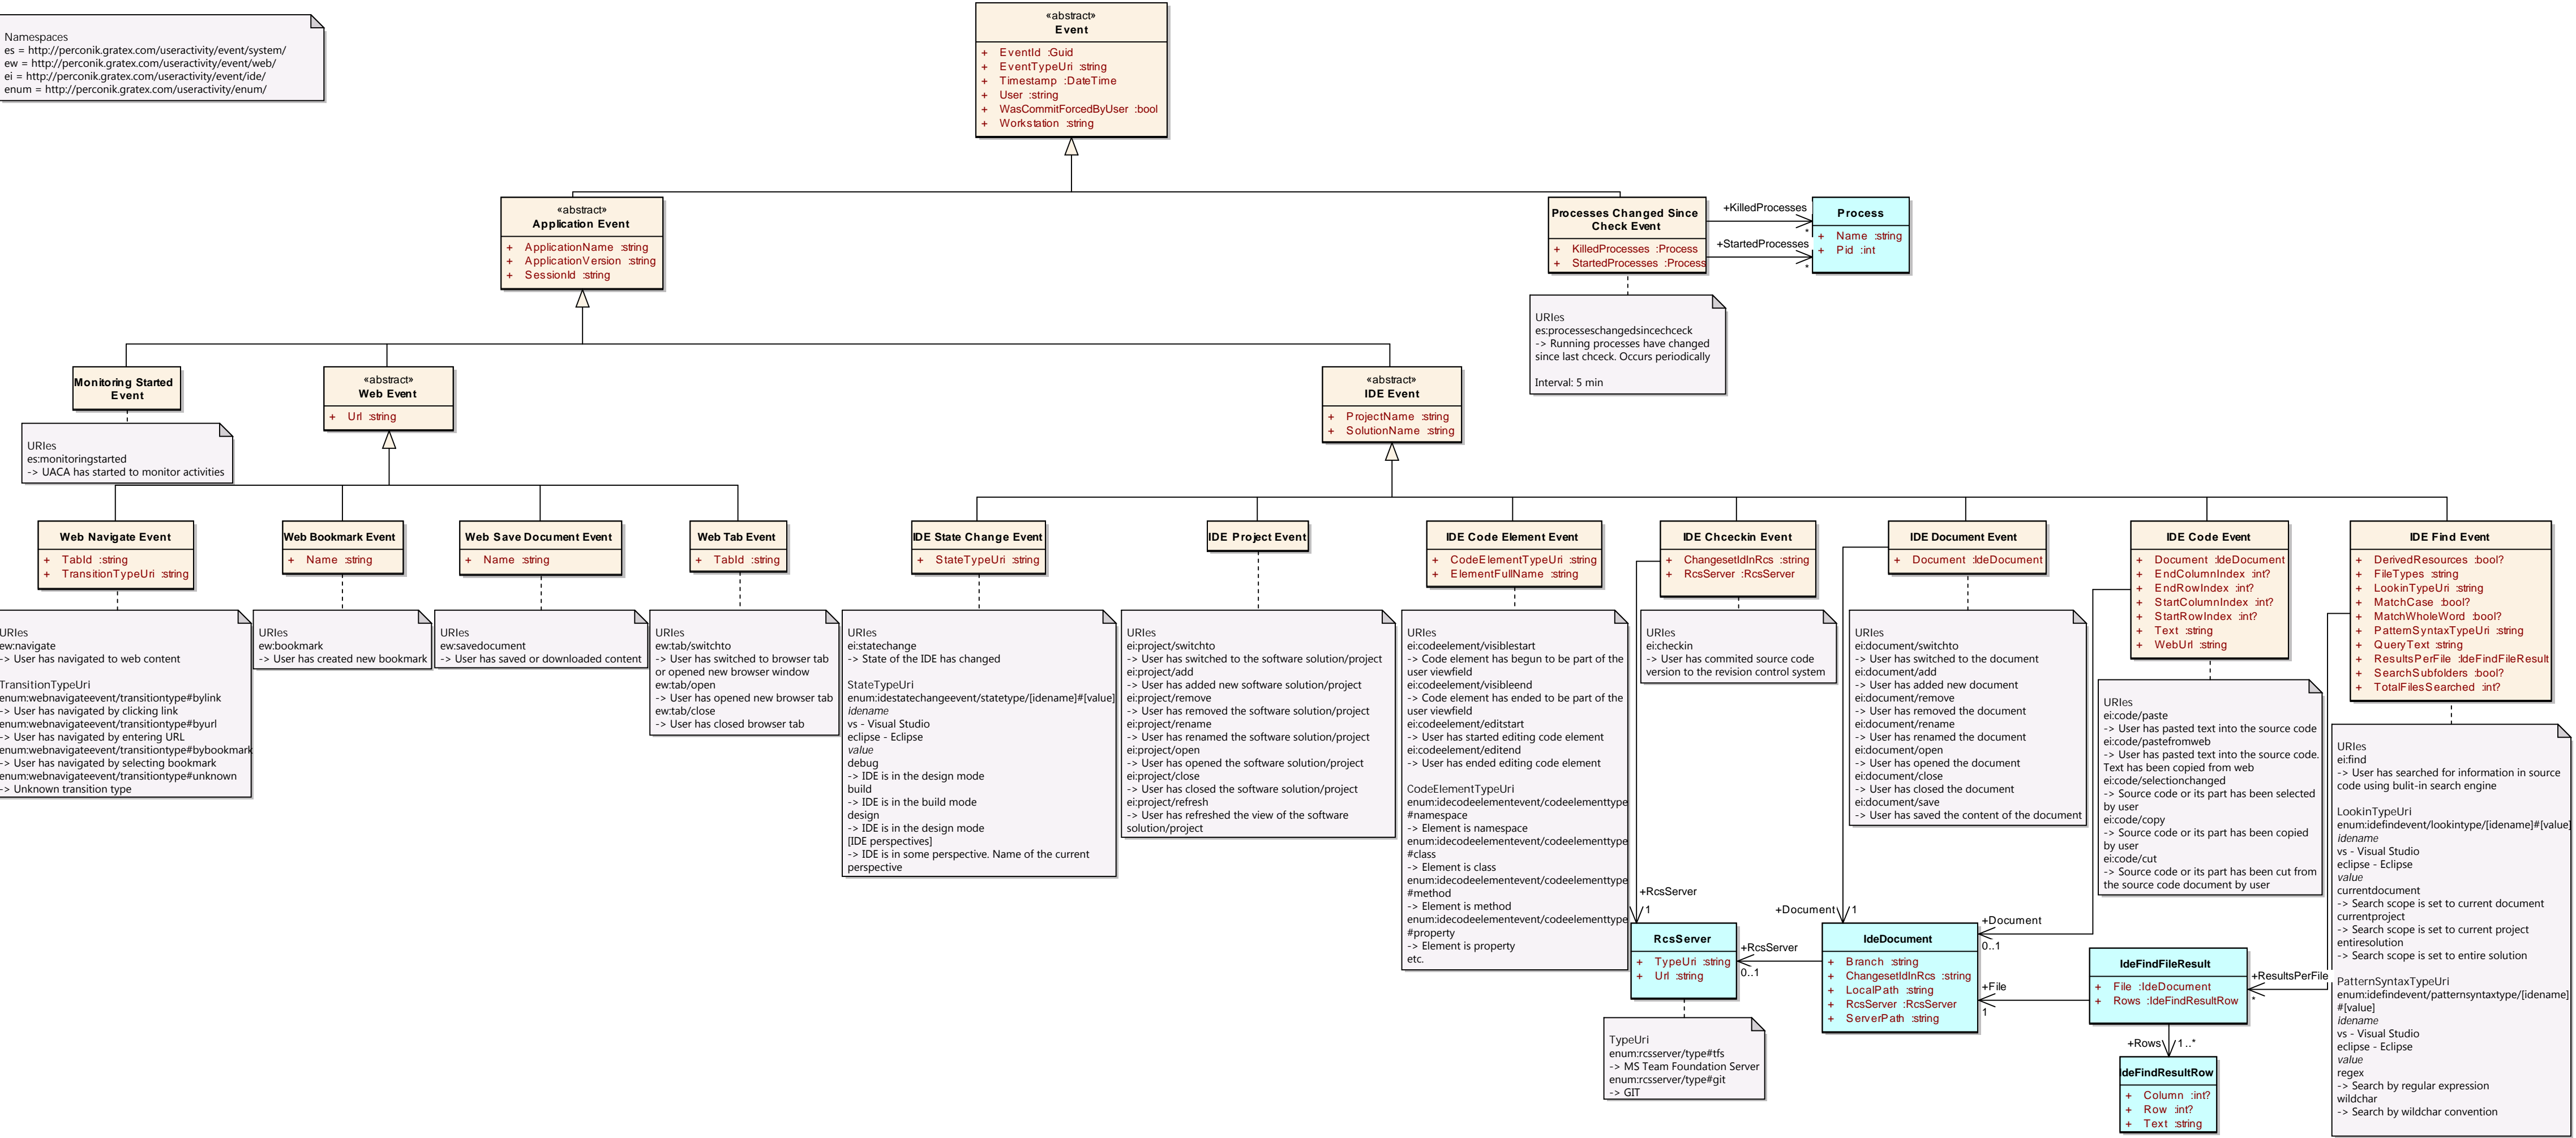 Namespaces
es = http://perconik.gratex.com/useractivity/event/system/
ew = http://perconik.gratex.com/useractivity/event/web/
ei = http://perconik.gratex.com/useractivity/event/ide/
enum = http://perconik.gratex.com/useractivity/enum/
«abstract»
Event
+ EventId :Guid
+ EventTypeUri :string
+ Timestamp :DateTime
+ User :string
+ WasCommitForcedByUser :bool
+ Workstation :string
«abstract»
Application Event
+ ApplicationName :string
+ ApplicationVersion :string
+ SessionId :string
Processes Changed Since
Check Event
+ KilledProcesses :Process
+ StartedProcesses :Process
+KilledProcesses
*
+StartedProcesses
*
Process
+ Name :string
+ Pid :int
URIes
es:processeschangedsincechceck
-> Running processes have changed
since last chceck. Occurs periodically
Interval: 5 min
Monitoring Started
Event
URIes
es:monitoringstarted
-> UACA has started to monitor activities
«abstract»
Web Event
+ Url :string
«abstract»
IDE Event
+ ProjectName :string
+ SolutionName :string
Web Navigate Event
+ TabId :string
+ TransitionTypeUri :string
URIes
ew:navigate
-> User has navigated to web content
TransitionTypeUri
enum:webnavigateevent/transitiontype#bylink
-> User has navigated by clicking link
enum:webnavigateevent/transitiontype#byurl
-> User has navigated by entering URL
enum:webnavigateevent/transitiontype#bybookmark
-> User has navigated by selecting bookmark
enum:webnavigateevent/transitiontype#unknown
-> Unknown transition type
Web Bookmark Event
+ Name :string
URIes
ew:bookmark
-> User has created new bookmark
Web Save Document Event
+ Name :string
URIes
ew:savedocument
-> User has saved or downloaded content
Web Tab Event
+ TabId :string
URIes
ew:tab/switchto
-> User has switched to browser tab
or opened new browser window
ew:tab/open
-> User has opened new browser tab
ew:tab/close
-> User has closed browser tab
IDE State Change Event
+ StateTypeUri :string
URIes
ei:statechange
-> State of the IDE has changed
StateTypeUri
enum:idestatechangeevent/statetype/[idename]#[value]
idename
vs - Visual Studio
eclipse - Eclipse
value
debug
-> IDE is in the design mode
build
-> IDE is in the build mode
design
-> IDE is in the design mode
[IDE perspectives]
-> IDE is in some perspective. Name of the current
perspective
IDE Project Event
URIes
ei:project/switchto
-> User has switched to the software solution/project
ei:project/add
-> User has added new software solution/project
ei:project/remove
-> User has removed the software solution/project
ei:project/rename
-> User has renamed the software solution/project
ei:project/open
-> User has opened the software solution/project
ei:project/close
-> User has closed the software solution/project
ei:project/refresh
-> User has refreshed the view of the software
solution/project
IDE Code Element Event
+ CodeElementTypeUri :string
+ ElementFullName :string
URIes
ei:codeelement/visiblestart
-> Code element has begun to be part of the
user viewfield
ei:codeelement/visibleend
-> Code element has ended to be part of the
user viewfield
ei:codeelement/editstart
-> User has started editing code element
ei:codeelement/editend
-> User has ended editing code element
CodeElementTypeUri
enum:idecodeelementevent/codeelementtype
#namespace
-> Element is namespace
enum:idecodeelementevent/codeelementtype
#class
-> Element is class
enum:idecodeelementevent/codeelementtype
#method
-> Element is method
enum:idecodeelementevent/codeelementtype
#property
-> Element is property
etc.
IDE Chceckin Event
+ ChangesetIdInRcs :string
+ RcsServer :RcsServer
URIes
ei:checkin
-> User has commited source code
version to the revision control system
IDE Document Event
+ Document :IdeDocument
URIes
ei:document/switchto
-> User has switched to the document
ei:document/add
-> User has added new document
ei:document/remove
-> User has removed the document
ei:document/rename
-> User has renamed the document
ei:document/open
-> User has opened the document
ei:document/close
-> User has closed the document
ei:document/save
-> User has saved the content of the document
IDE Code Event
+ Document :IdeDocument
+ EndColumnIndex :int?
+ EndRowIndex :int?
+ StartColumnIndex :int?
+ StartRowIndex :int?
+ Text :string
+ WebUrl :string
URIes
ei:code/paste
-> User has pasted text into the source code
ei:code/pastefromweb
-> User has pasted text into the source code.
Text has been copied from web
ei:code/selectionchanged
-> Source code or its part has been selected
by user
ei:code/copy
-> Source code or its part has been copied
by user
ei:code/cut
-> Source code or its part has been cut from
the source code document by user
IDE Find Event
+ DerivedResources :bool?
+ FileTypes :string
+ LookinTypeUri :string
+ MatchCase :bool?
+ MatchWholeWord :bool?
+ PatternSyntaxTypeUri :string
+ QueryText :string
+ ResultsPerFile :IdeFindFileResult
+ SearchSubfolders :bool?
+ TotalFilesSearched :int?
URIes
ei:find
-> User has searched for information in source
code using bulit-in search engine
LookinTypeUri
enum:idefindevent/lookintype/[idename]#[value]
idename
vs - Visual Studio
eclipse - Eclipse
value
currentdocument
-> Search scope is set to current document
currentproject
-> Search scope is set to current project
entiresolution
-> Search scope is set to entire solution
PatternSyntaxTypeUri
enum:idefindevent/patternsyntaxtype/[idename]
#[value]
idename
vs - Visual Studio
eclipse - Eclipse
value
regex
-> Search by regular expression
wildchar
-> Search by wildchar convention
+RcsServer
1
RcsServer
+ TypeUri :string
+ Url :string
TypeUri
enum:rcsserver/type#tfs
-> MS Team Foundation Server
enum:rcsserver/type#git
-> GIT
+RcsServer
0..1
+Document
1
IdeDocument
+ Branch :string
+ ChangesetIdInRcs :string
+ LocalPath :string
+ RcsServer :RcsServer
+ ServerPath :string
+Document
0..1
+File
1
IdeFindFileResult
+ File :IdeDocument
+ Rows :IdeFindResultRow
+ResultsPerFile
*
+Rows
1..*
IdeFindResultRow
+ Column :int?
+ Row :int?
+ Text :string